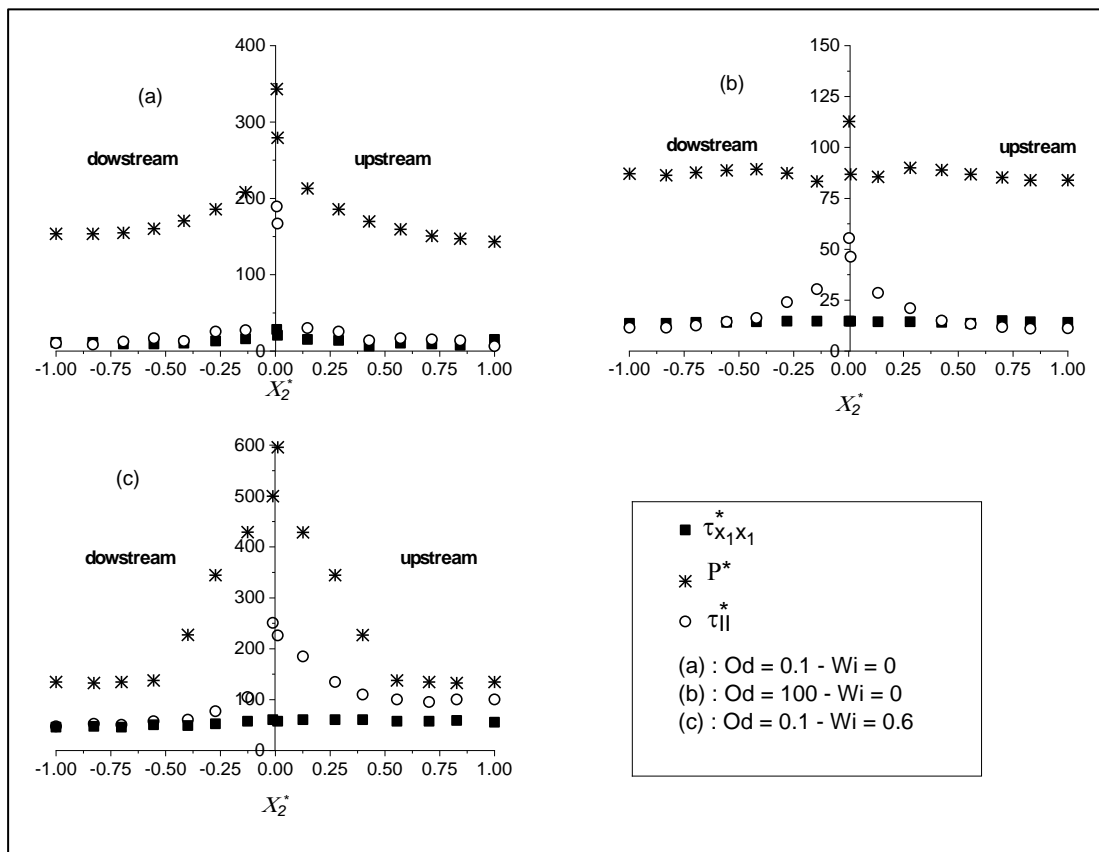 (a)
400
300
200
100
0
dowstream
upstream
-1.00 -0.75 -0.50 -0.25 0.00 0.25 0.50 0.75 1.00
X₂*
(b)
150
125
100
75
50
25
0
dowstream
upstream
-1.00 -0.75 -0.50 -0.25 0.00 0.25 0.50 0.75 1.00
X₂*
(c)
600
500
400
300
200
100
0
dowstream
upstream
-1.00 -0.75 -0.50 -0.25 0.00 0.25 0.50 0.75 1.00
X₂*
τ*x₁x₁
P*
τ*II
(a) : Od = 0.1 - Wi = 0
(b) : Od = 100 - Wi = 0
(c) : Od = 0.1 - Wi = 0.6